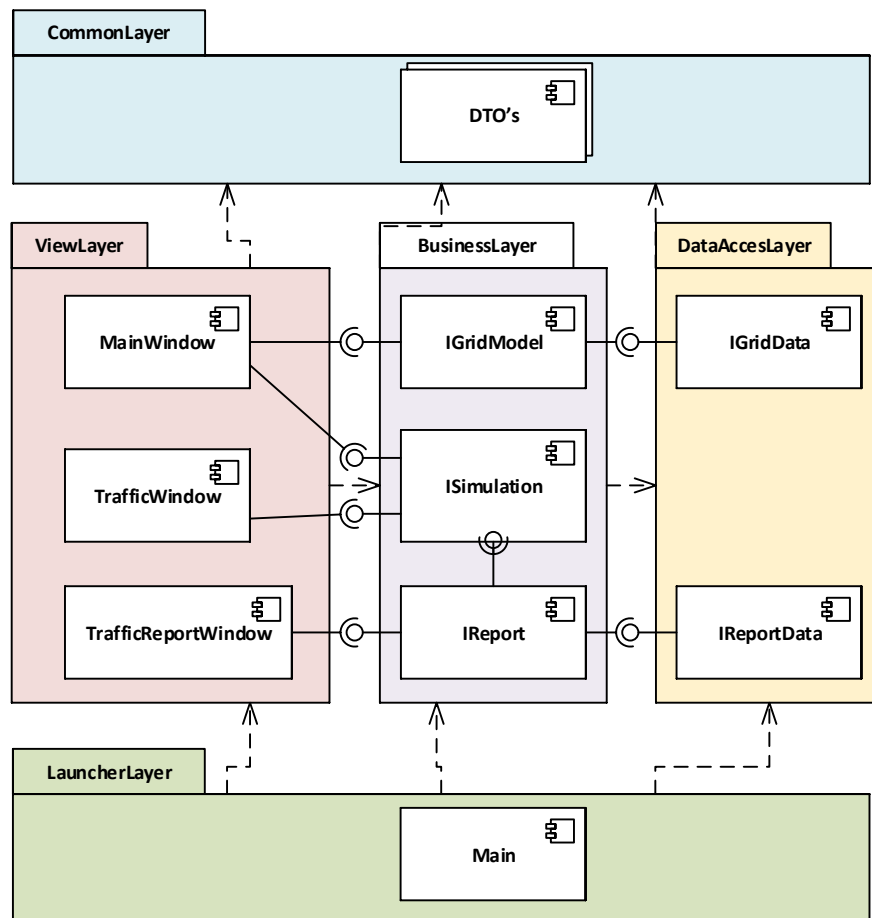 CommonLayer
DTO's
ViewLayer
BusinessLayer
DataAccesLayer
MainWindow
IGridModel
IGridData
TrafficWindow
ISimulation
TrafficReportWindow
IReport
IReportData
LauncherLayer
Main